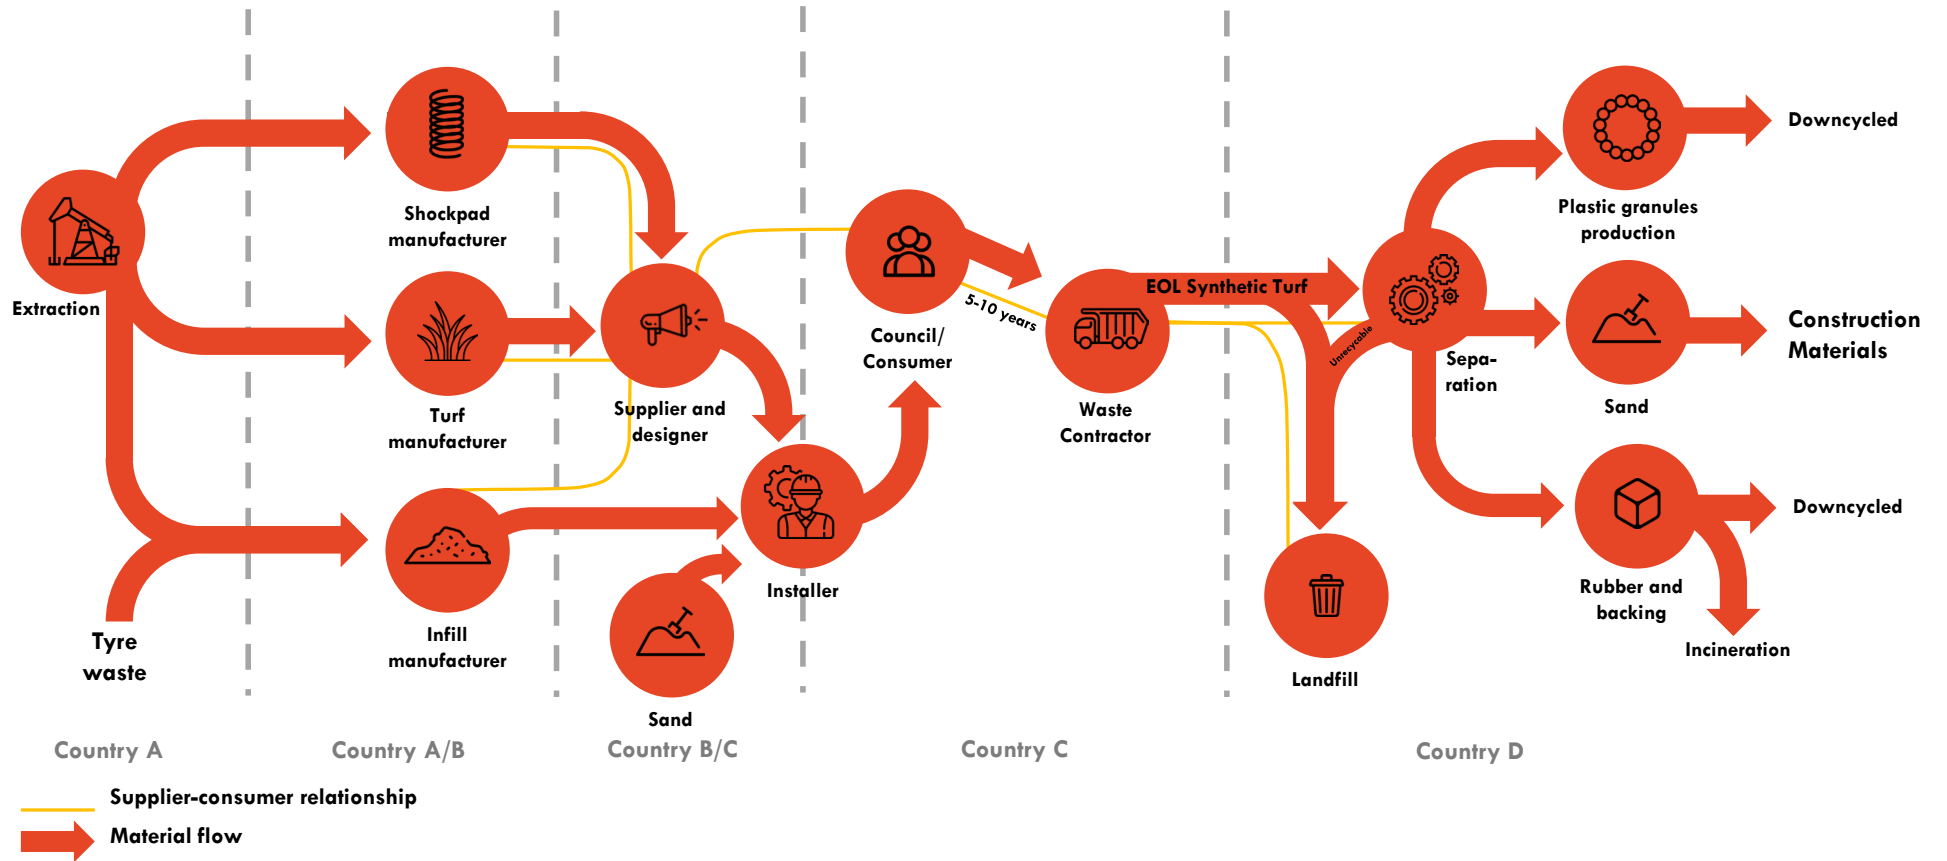 Extraction
Tyre
waste
Shockpad
manufacturer
Turf
manufacturer
Infill
manufacturer
Supplier and
designer
Sand
Installer
Council/
Consumer
5-10 years
Waste
Contractor
EOL Synthetic Turf
Unrecycable
Landfill
Sepa-
ration
Plastic granules
production
Downcycled
Sand
Construction
Materials
Rubber and
backing
Downcycled
Incineration
Country A
Country A/B
Country B/C
Country C
Country D
Supplier-consumer relationship
Material flow